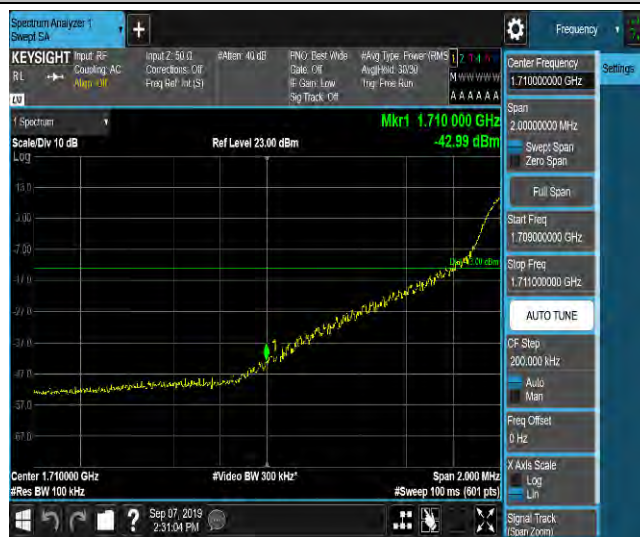 Spectrum Analyzer 1
Swept SA
+
Frequency
KEYSIGHT
RL
Input: RF
Coupling: AC
Align: Off
Input Z: 50 Ω
Corrections: Off
Freq Ref: Int (S)
#Atten: 40 dB
PNO: Best Wide
Gate: Off
IF Gain: Low
Sig Track: Off
#Avg Type: Power (RMS
Avg|Hold: 30/30
Trig: Free Run
M W W W W W
A A A A A A
LXI
1 Spectrum
Scale/Div 10 dB
Log
Ref Level 23.00 dBm
Mkr1 1.710 000 GHz
-42.99 dBm
13.0
3.00
-7.00
-17.0
-27.0
-37.0
-47.0
-57.0
-67.0
1
Center 1.710000 GHz
#Res BW 100 kHz
#Video BW 300 kHz*
Span 2.000 MHz
#Sweep 100 ms (601 pts)
Center Frequency
1.710000000 GHz
Settings
Span
2.00000000 MHz
Swept Span
Zero Span
Full Span
Start Freq
1.709000000 GHz
Stop Freq
1.711000000 GHz
AUTO TUNE
CF Step
200.000 kHz
Auto
Man
Freq Offset
0 Hz
X Axis Scale
Log
Lin
Signal Track
(Span Zoom)
?
Sep 07, 2019
2:31:04 PM